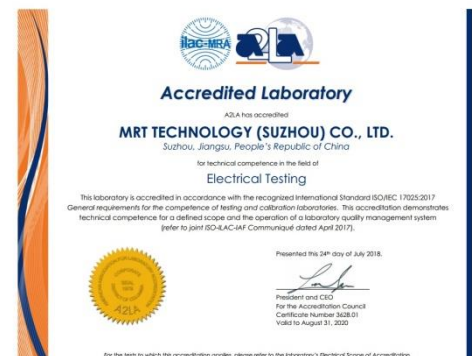 ilac-MRA
A2LA
Accredited Laboratory
A2LA has accredited
MRT TECHNOLOGY (SUZHOU) CO., LTD.
Suzhou, Jiangsu, People's Republic of China
for technical competence in the field of
Electrical Testing
This laboratory is accredited in accordance with the recognized International Standard ISO/IEC 17025:2017
General requirements for the competence of testing and calibration laboratories. This accreditation demonstrates
technical competence for a defined scope and the operation of a laboratory quality management system
(refer to joint ISO-ILAC-IAF Communiqué dated April 2017).
Presented this 24th day of July 2018.
SEAL
1978
A2LA
President and CEO
For the Accreditation Council
Certificate Number 3628.01
Valid to August 31, 2020
For the tests to which this accreditation applies, please refer to the laboratory's Electrical Scope of Accreditation